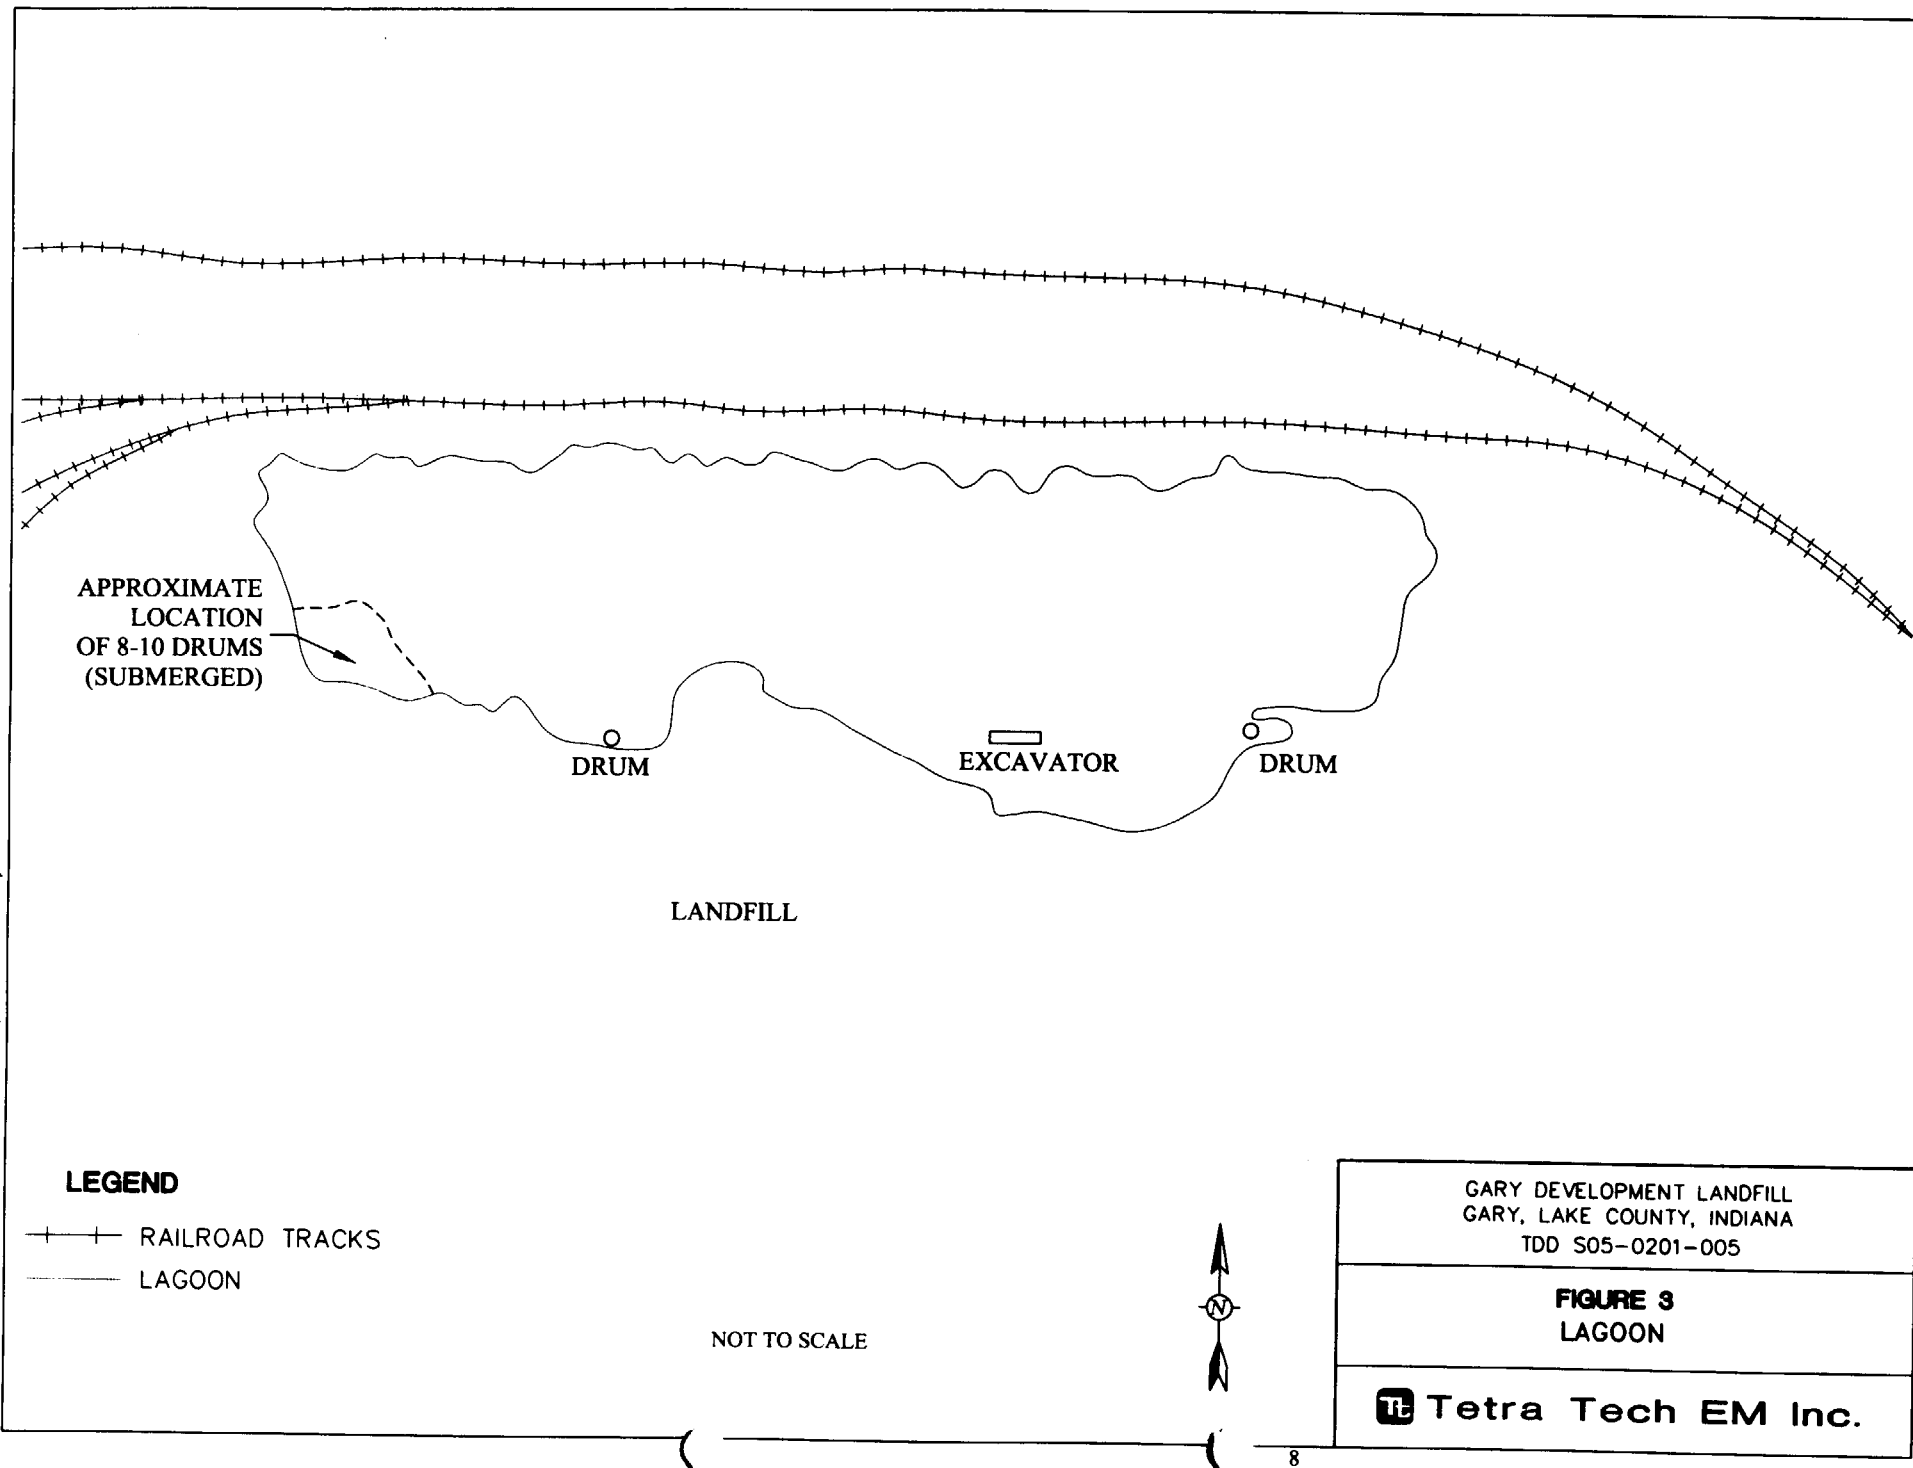 APPROXIMATE
LOCATION
OF 8-10 DRUMS
(SUBMERGED)
DRUM
EXCAVATOR
DRUM
LANDFILL
LEGEND
RAILROAD TRACKS
LAGOON
NOT TO SCALE
N
GARY DEVELOPMENT LANDFILL
GARY, LAKE COUNTY, INDIANA
TDD S05-0201-005
FIGURE 3
LAGOON
Tt Tetra Tech EM Inc.
8